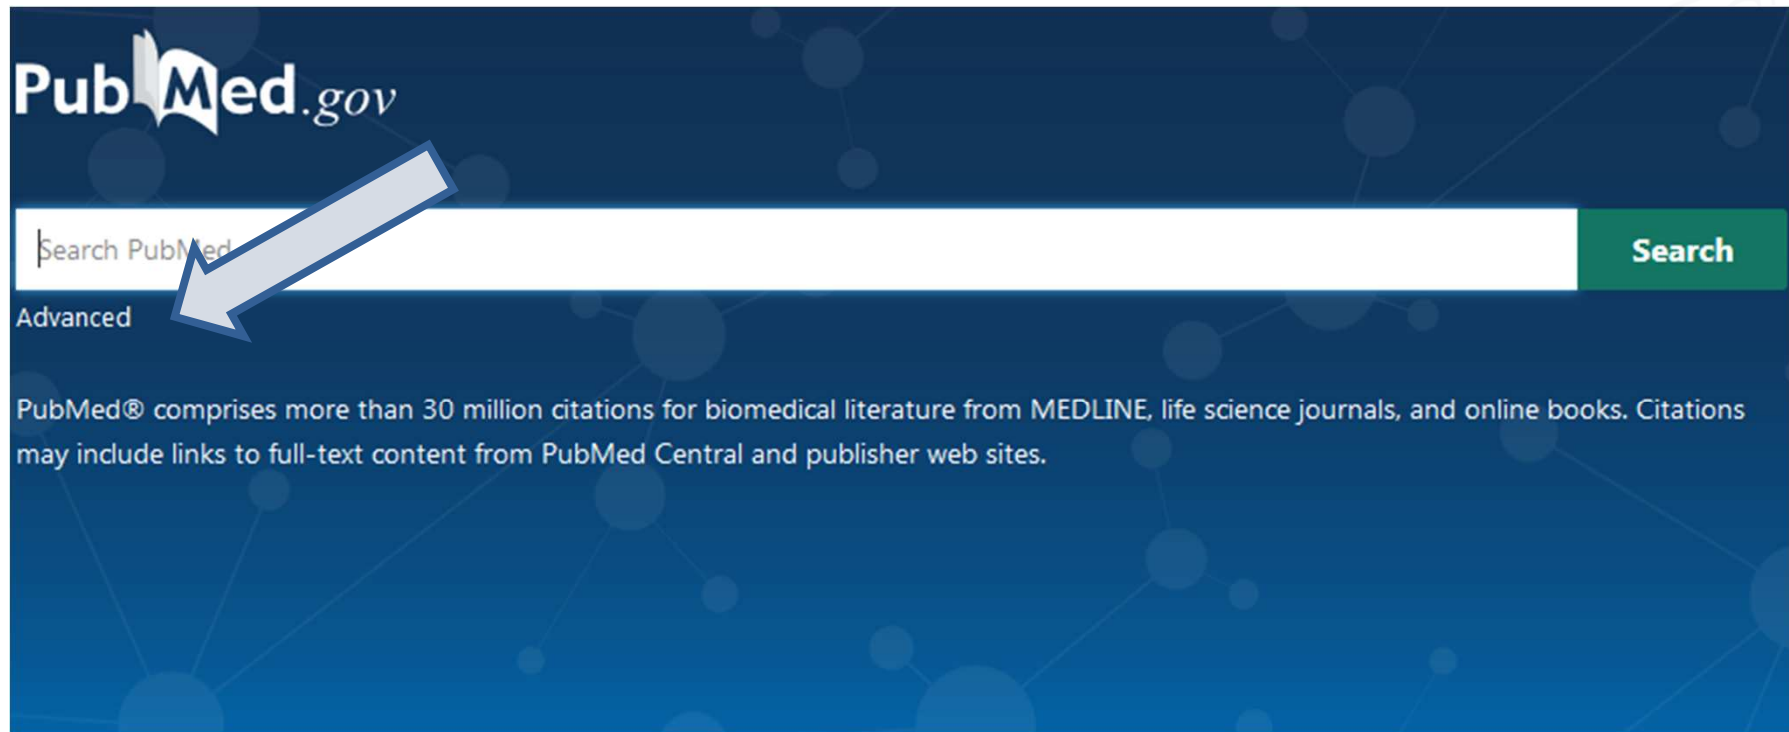 PubMed.gov
Search PubMed
Search
Advanced
PubMed® comprises more than 30 million citations for biomedical literature from MEDLINE, life science journals, and online books. Citations
may include links to full-text content from PubMed Central and publisher web sites.